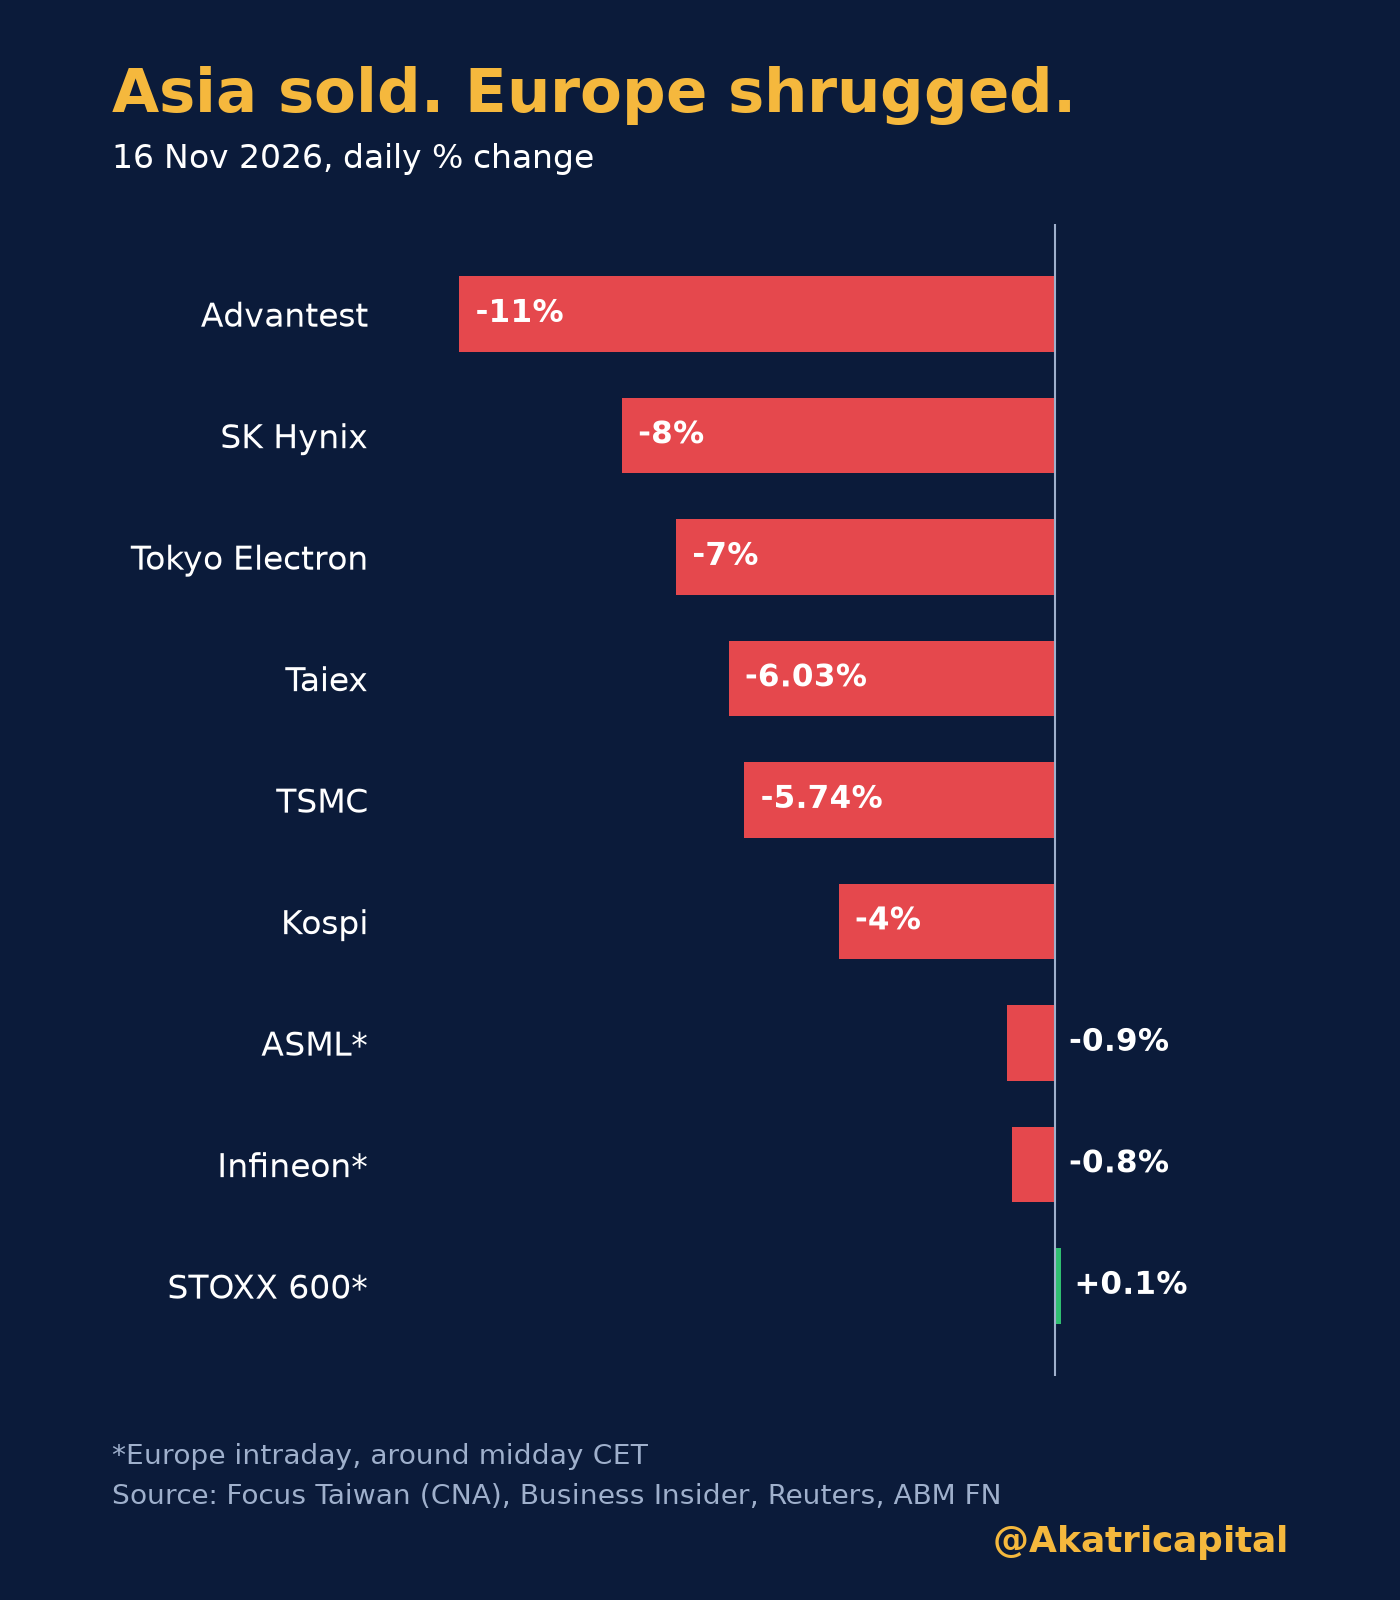 Asia sold. Europe shrugged.
16 Nov 2026, daily % change
Advantest -11%
SK Hynix -8%
Tokyo Electron -7%
Taiex -6.03%
TSMC -5.74%
Kospi -4%
ASML* -0.9%
Infineon* -0.8%
STOXX 600* +0.1%
*Europe intraday, around midday CET
Source: Focus Taiwan (CNA), Business Insider, Reuters, ABM FN
@Akatricapital